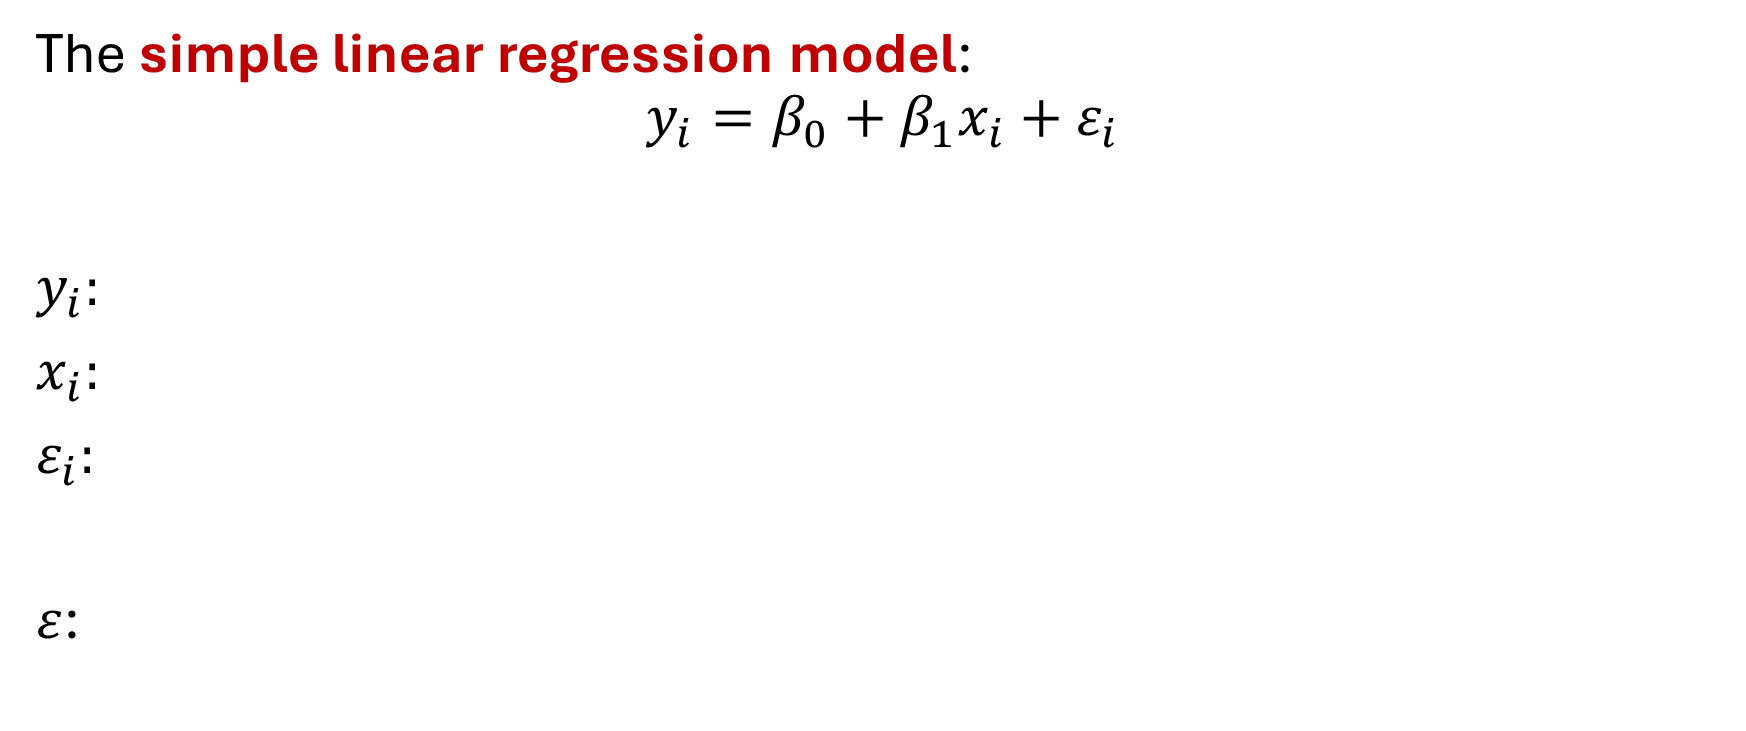 The simple linear regression model:
yᵢ = β₀ + β₁xᵢ + εᵢ
yᵢ:
xᵢ:
εᵢ:
ε: